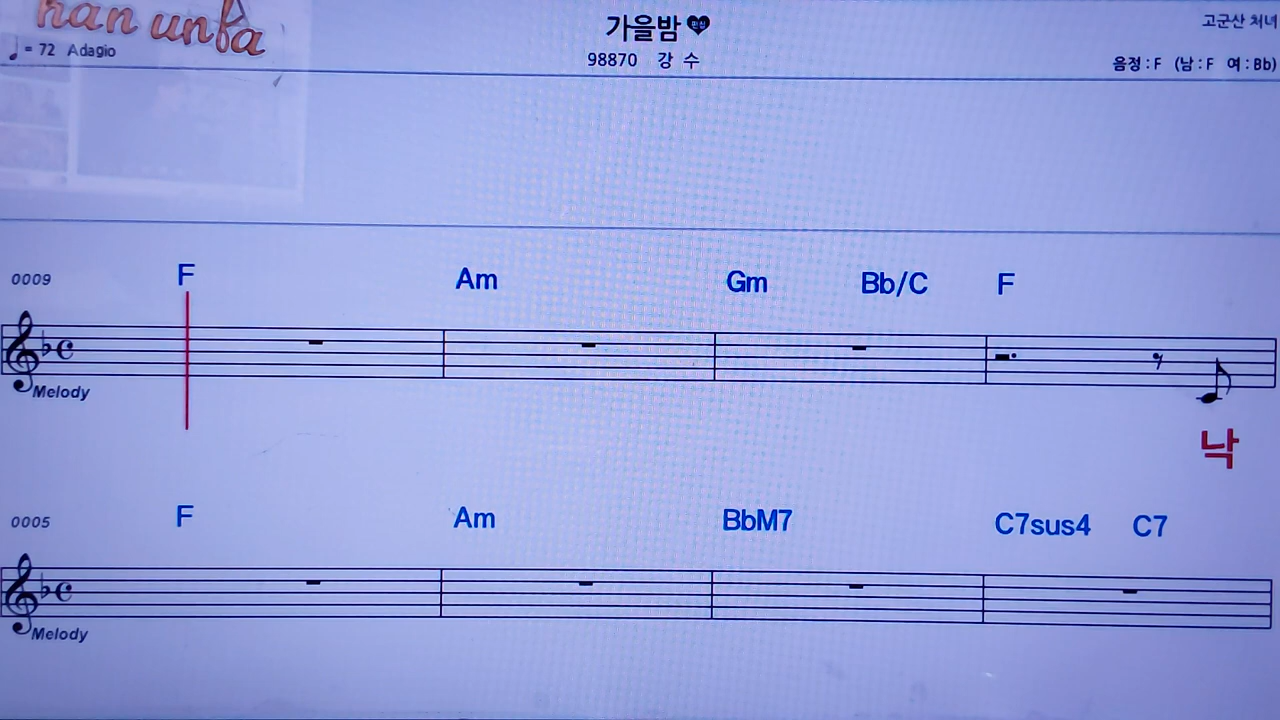 han unba
가을밤
고군산 처녀
♩= 72 Adagio
98870 강 수
음정 : F (남 : F 여 : Bb)
0009 F Am Gm Bb/C F
Melody
낙
0005 F Am BbM7 C7sus4 C7
Melody